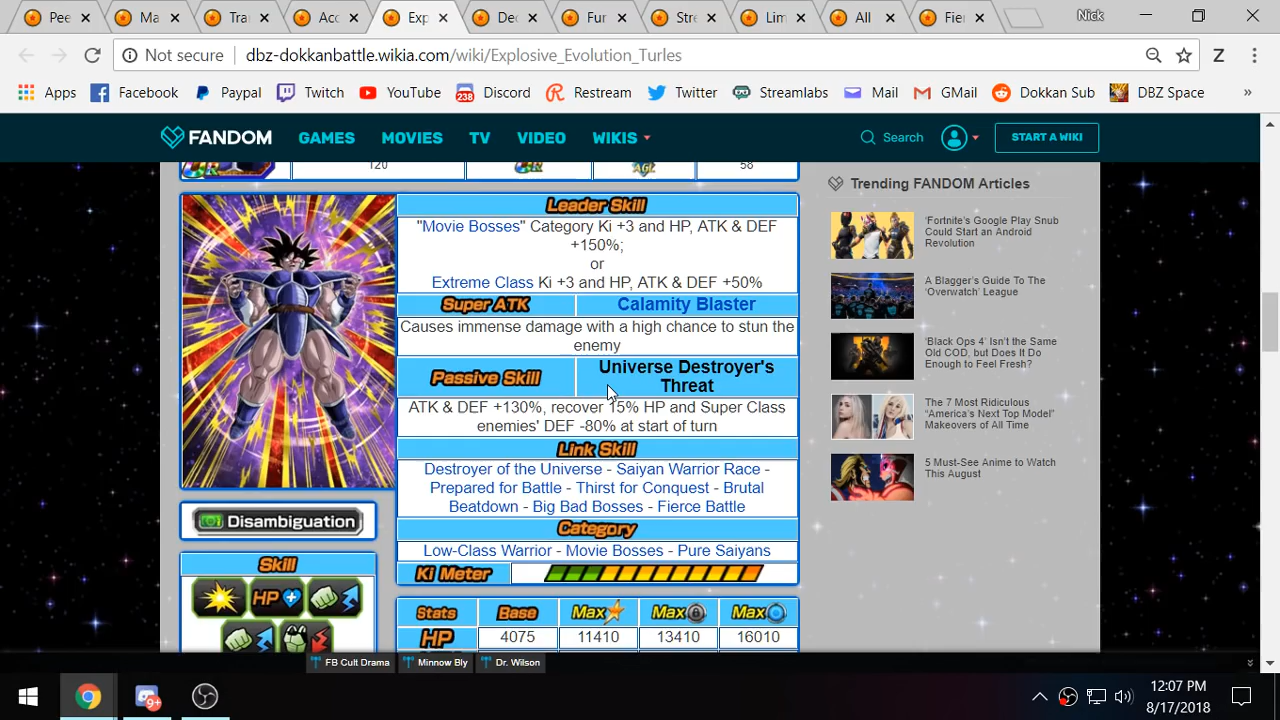 Pee
Ma
Tra
Acc
Exp
Dec
Fur
Stre
Lim
All
Fier
Nick
Not secure
dbz-dokkanbattle.wikia.com/wiki/Explosive_Evolution_Turles
Z
Apps
Facebook
Paypal
YouTube
Twitch
238
Discord
Restream
Twitter
Streamlabs
Mail
GMail
Dokkan Sub
DBZ Space
»
FANDOM
GAMES
MOVIES
TV
VIDEO
WIKIS
Search
START A WIKI
120
58
Leader Skill
"Movie Bosses" Category Ki +3 and HP, ATK & DEF
+150%;
or
Extreme Class Ki +3 and HP, ATK & DEF +50%
Super ATK
Calamity Blaster
Causes immense damage with a high chance to stun the
enemy
Passive Skill
Universe Destroyer's
Threat
ATK & DEF +130%, recover 15% HP and Super Class
enemies' DEF -80% at start of turn
Link Skill
Destroyer of the Universe - Saiyan Warrior Race -
Prepared for Battle - Thirst for Conquest - Brutal
Beatdown - Big Bad Bosses - Fierce Battle
Category
Low-Class Warrior - Movie Bosses - Pure Saiyans
Ki Meter
Disambiguation
Skill
HP
Stats
Base
Max
Max
Max
HP
4075
11410
13410
16010
Trending FANDOM Articles
'Fortnite's Google Play Snub
Could Start an Android
Revolution
A Blagger's Guide To The
'Overwatch' League
'Black Ops 4' Isn't the Same
Old COD, but Does It Do
Enough to Feel Fresh?
The 7 Most Ridiculous
"America's Next Top Model"
Makeovers of All Time
5 Must-See Anime to Watch
This August
FB Cult Drama
Minnow Bly
Dr. Wilson
9+
12:07 PM
8/17/2018